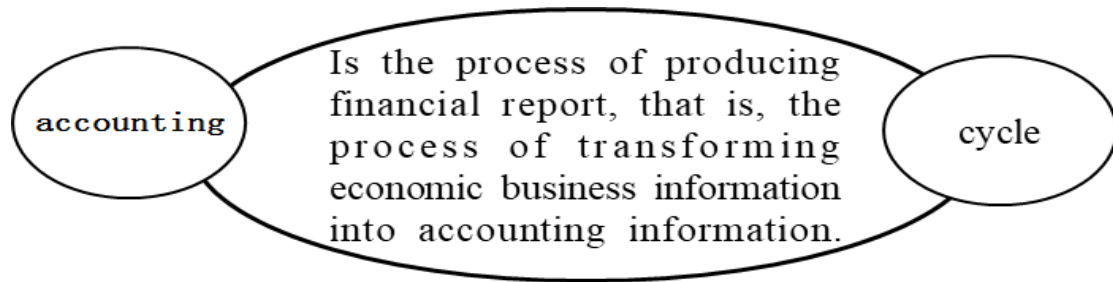 accounting
Is the process of producing
financial report, that is, the
process of transforming
economic business information
into accounting information.
cycle